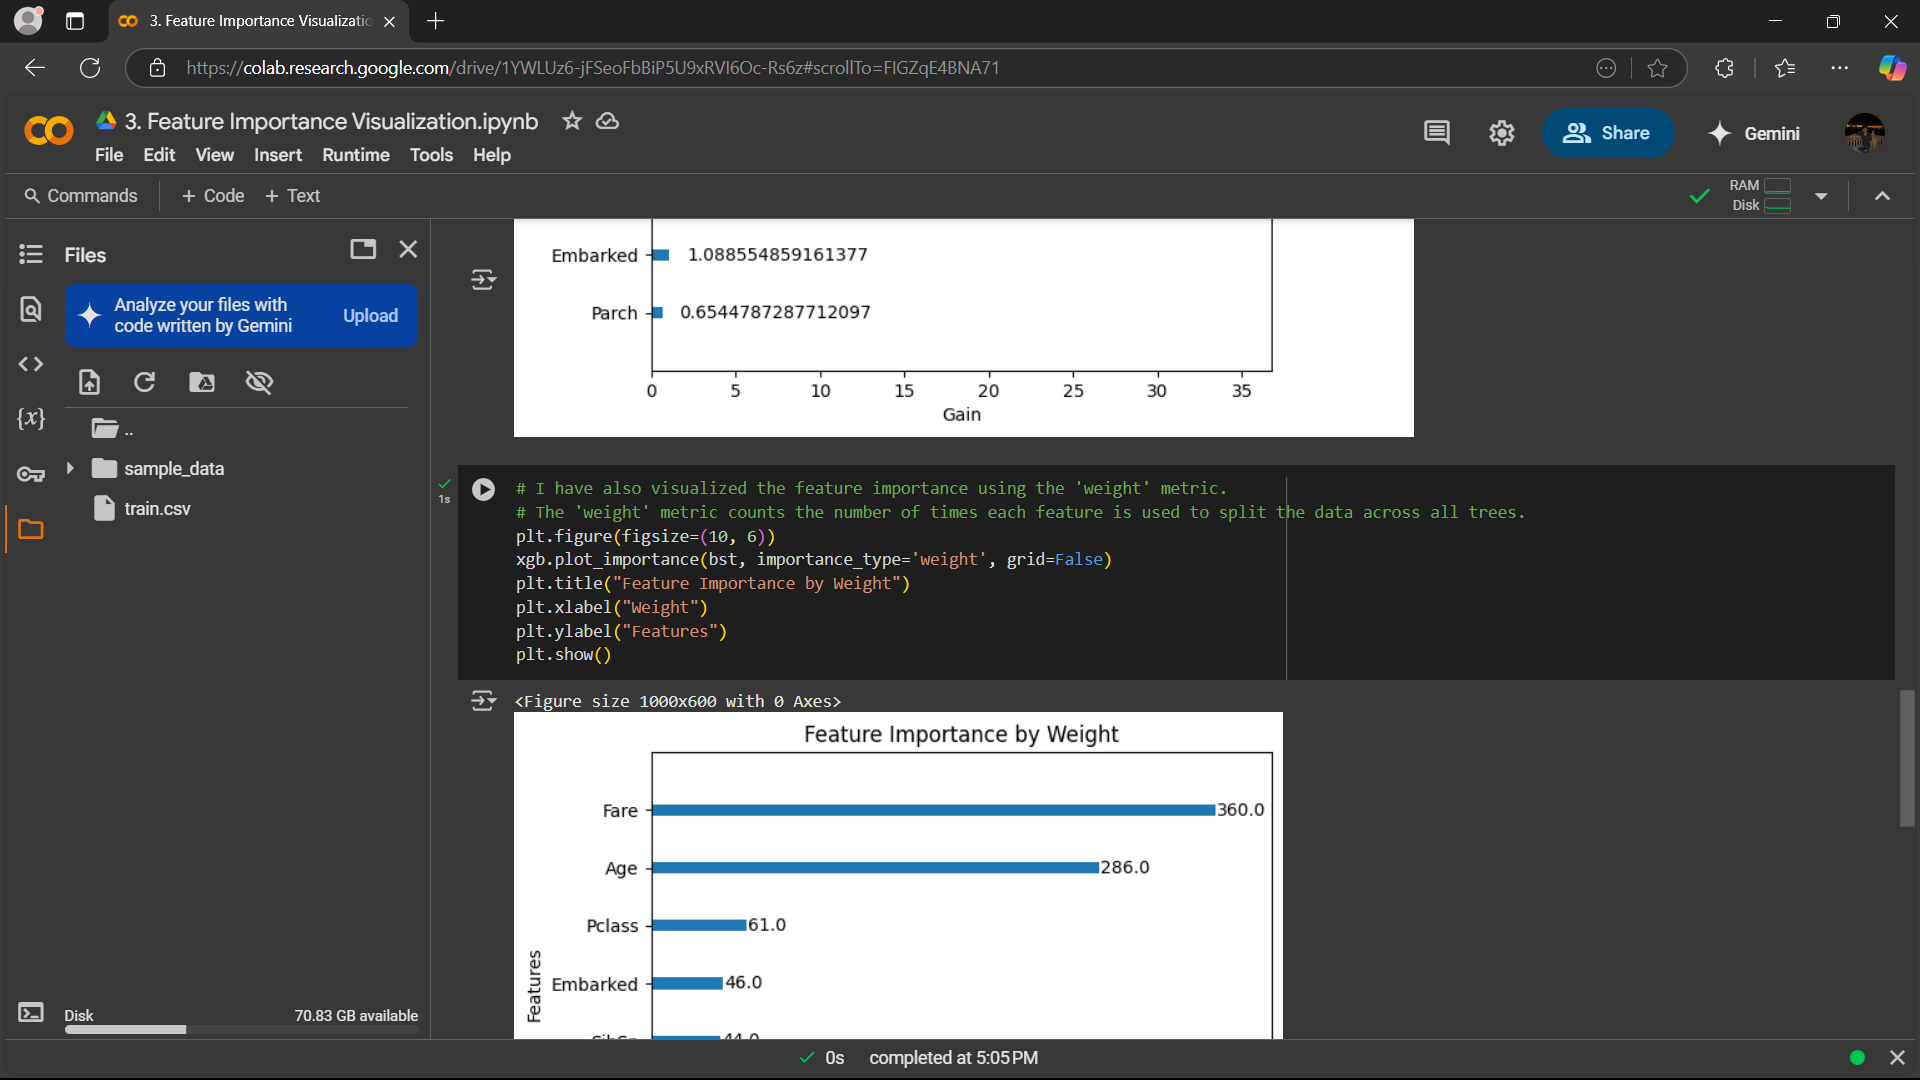 3. Feature Importance Visualizatio
https://colab.research.google.com/drive/1YWLUz6-jFSeoFbBiP5U9xRVI6Oc-Rs6z#scrollTo=FIGZqE4BNA71
3. Feature Importance Visualization.ipynb
File Edit View Insert Runtime Tools Help
Share
Gemini
Commands
+ Code + Text
RAM
Disk
Files
Analyze your files with
code written by Gemini
Upload
..
sample_data
train.csv
Disk 70.83 GB available
Embarked 1.088554859161377
Parch 0.6544787287712097
0 5 10 15 20 25 30 35
Gain
1s
# I have also visualized the feature importance using the 'weight' metric.
# The 'weight' metric counts the number of times each feature is used to split the data across all trees.
plt.figure(figsize=(10, 6))
xgb.plot_importance(bst, importance_type='weight', grid=False)
plt.title("Feature Importance by Weight")
plt.xlabel("Weight")
plt.ylabel("Features")
plt.show()
<Figure size 1000x600 with 0 Axes>
Feature Importance by Weight
Fare 360.0
Age 286.0
Pclass 61.0
Embarked 46.0
Features
0s completed at 5:05 PM